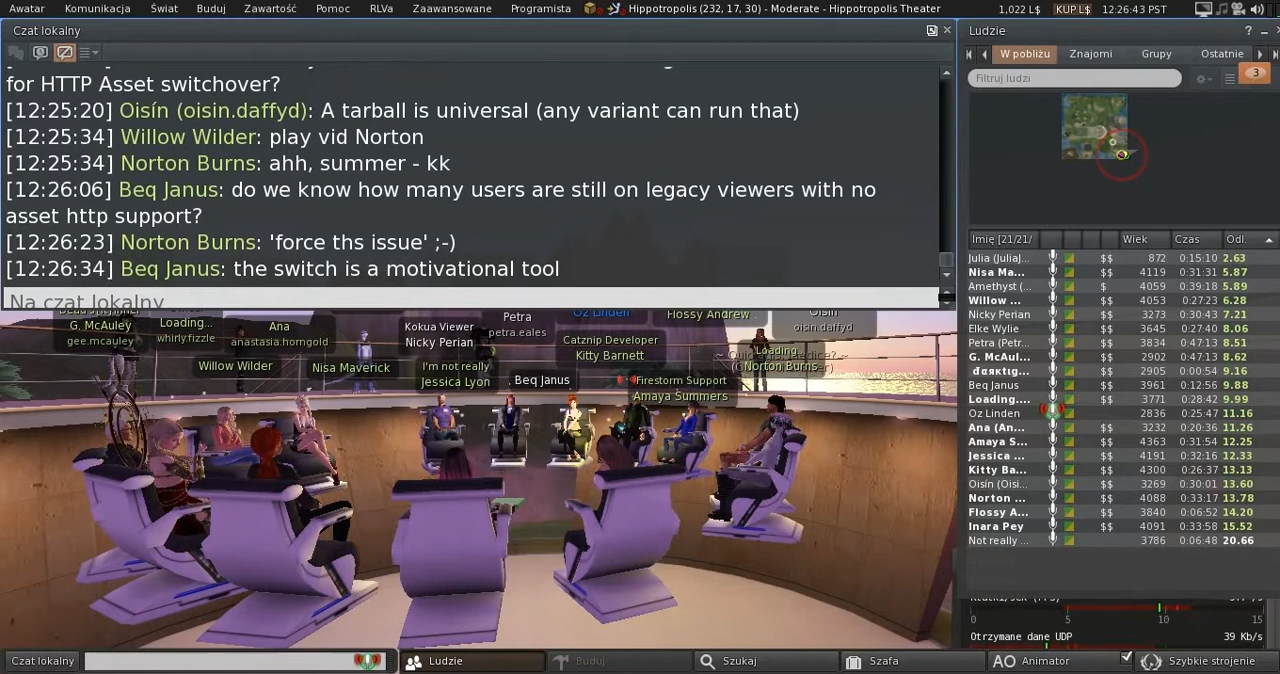 Awatar Komunikacja Świat Buduj Zawartość Pomoc RLVa Zaawansowane Programista Hippotropolis (232, 17, 30) - Moderate - Hippotropolis Theater 1,022 L$ KUP L$ 12:26:43 PST
Czat lokalny
for HTTP Asset switchover?
[12:25:20] Oisín (oisin.daffyd): A tarball is universal (any variant can run that)
[12:25:34] Willow Wilder: play vid Norton
[12:25:34] Norton Burns: ahh, summer - kk
[12:26:06] Beq Janus: do we know how many users are still on legacy viewers with no
asset http support?
[12:26:23] Norton Burns: 'force ths issue' ;-)
[12:26:34] Beq Janus: the switch is a motivational tool
Na czat lokalny
G. McAuley
gee.mcauley
Loading...
whirly.fizzle
Ana
anastasia.horngold
Willow Wilder
Nisa Maverick
Kokua Viewer
Nicky Perian
I'm not really
Jessica Lyon
Petra
petra.eales
Beq Janus
Oz Linden
Catznip Developer
Kitty Barnett
Flossy Andrew
Firestorm Support
Amaya Summers
Loading...
Norton Burns
Oisín
oisin.daffyd
Ludzie
W pobliżu Znajomi Grupy Ostatnie
Filtruj ludzi
3
Imię [21/21/ Wiek Czas Odl.
Julia (JuliaJ... $$ 872 0:15:10 2.63
Nisa Ma... $$ 4119 0:31:31 5.87
Amethyst (... $ 4059 0:39:18 5.89
Willow ... $$ 4053 0:27:23 6.28
Nicky Perian $$ 3273 0:30:43 7.21
Elke Wylie $$ 3645 0:27:40 8.06
Petra (Petr... $$ 3834 0:47:13 8.51
G. McAul... $$ 2902 0:47:13 8.62
$$ 2905 0:00:54 9.16
Beq Janus $$ 3961 0:12:56 9.88
Loading.... $$ 3771 0:28:42 9.99
Oz Linden 2836 0:25:47 11.16
Ana (An... $$ 3232 0:20:36 11.26
Amaya S... $$ 4363 0:31:54 12.25
Jessica ... $$ 4191 0:32:16 12.33
Kitty Ba... $$ 4300 0:26:37 13.13
Oisín (Oisi... $$ 3269 0:30:01 13.60
Norton ... $$ 4088 0:33:17 13.78
Flossy A... $$ 3840 0:06:52 14.20
Inara Pey $$ 4091 0:33:58 15.52
Not really ... 3786 0:06:48 20.66
0 5 10 15
Otrzymane dane UDP 39 Kb/s
Czat lokalny Ludzie Buduj Szukaj Szafa AO Animator Szybkie strojenie